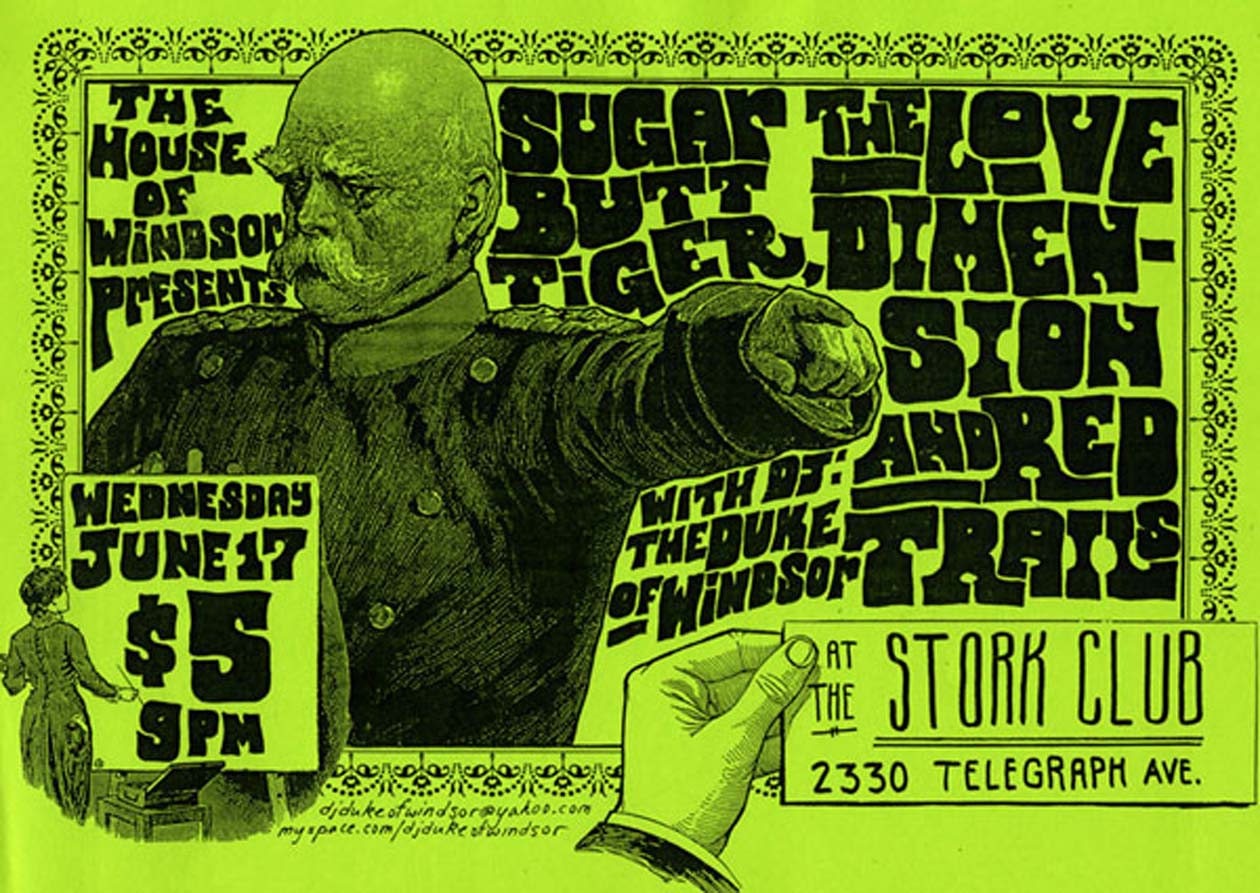 THE
HOUSE
OF
WINDSOR
PRESENTS
SUGAR
BUTT
TIGER,
THE LOVE
DIMEN-
SION
AND RED
TRAILS
WITH DJ:
THE DUKE
OF WINDSOR
WEDNESDAY
JUNE 17
$5
9PM
AT
THE
STORK CLUB
2330 TELEGRAPH AVE.
djdukeofwindsor@yahoo.com
myspace.com/djdukeofwindsor